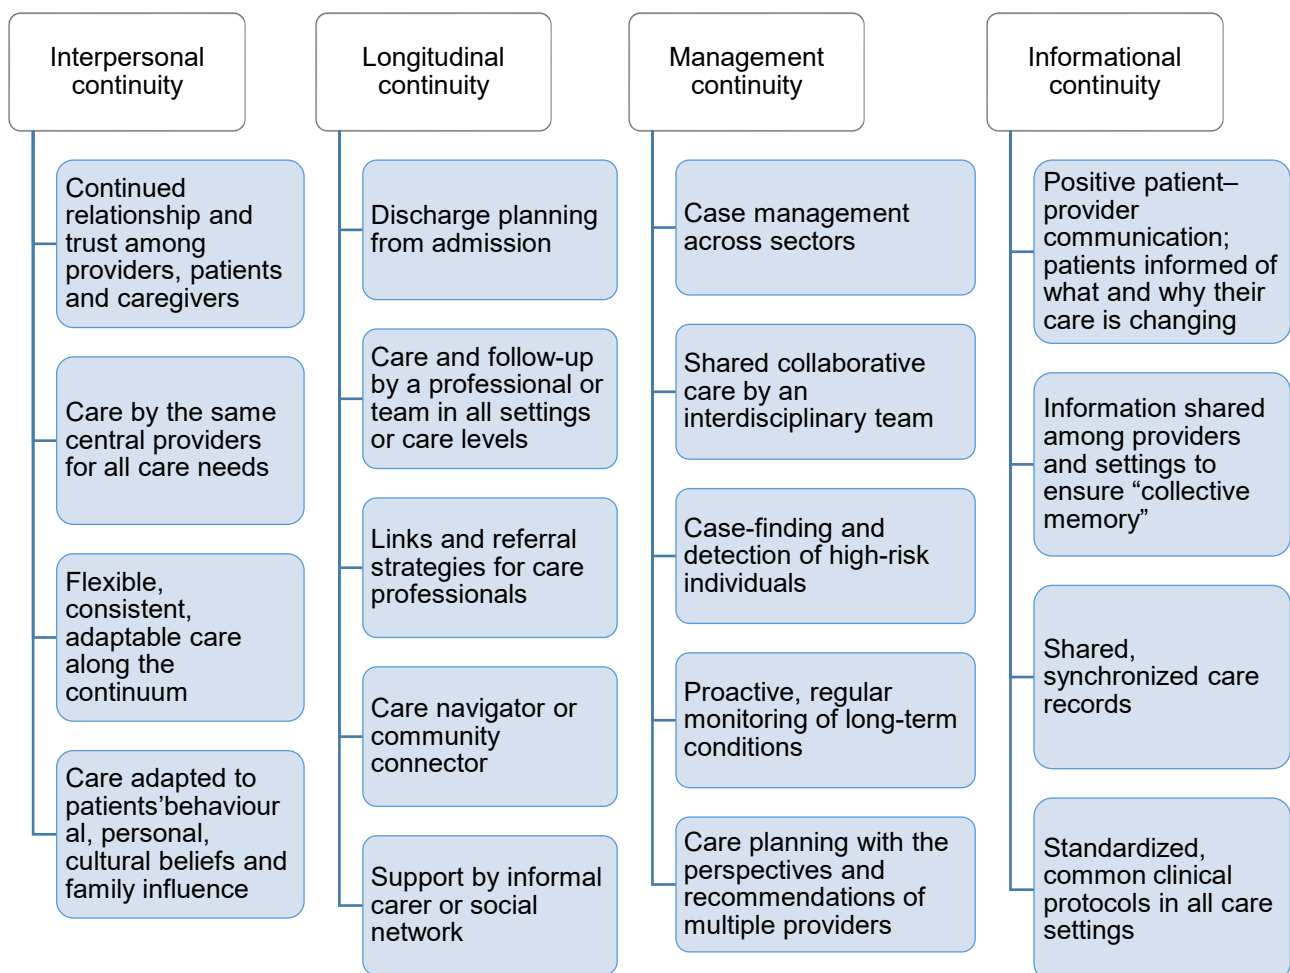 Interpersonal
continuity
Continued
relationship and
trust among
providers, patients
and caregivers
Care by the same
central providers
for all care needs
Flexible,
consistent,
adaptable care
along the
continuum
Care adapted to
patients’behaviour
al, personal,
cultural beliefs and
family influence
Longitudinal
continuity
Discharge planning
from admission
Care and follow-up
by a professional or
team in all settings
or care levels
Links and referral
strategies for care
professionals
Care navigator or
community
connector
Support by informal
carer or social
network
Management
continuity
Case management
across sectors
Shared collaborative
care by an
interdisciplinary team
Case-finding and
detection of high-risk
individuals
Proactive, regular
monitoring of long-term
conditions
Care planning with the
perspectives and
recommendations of
multiple providers
Informational
continuity
Positive patient–
provider
communication;
patients informed of
what and why their
care is changing
Information shared
among providers
and settings to
ensure “collective
memory”
Shared,
synchronized care
records
Standardized,
common clinical
protocols in all care
settings